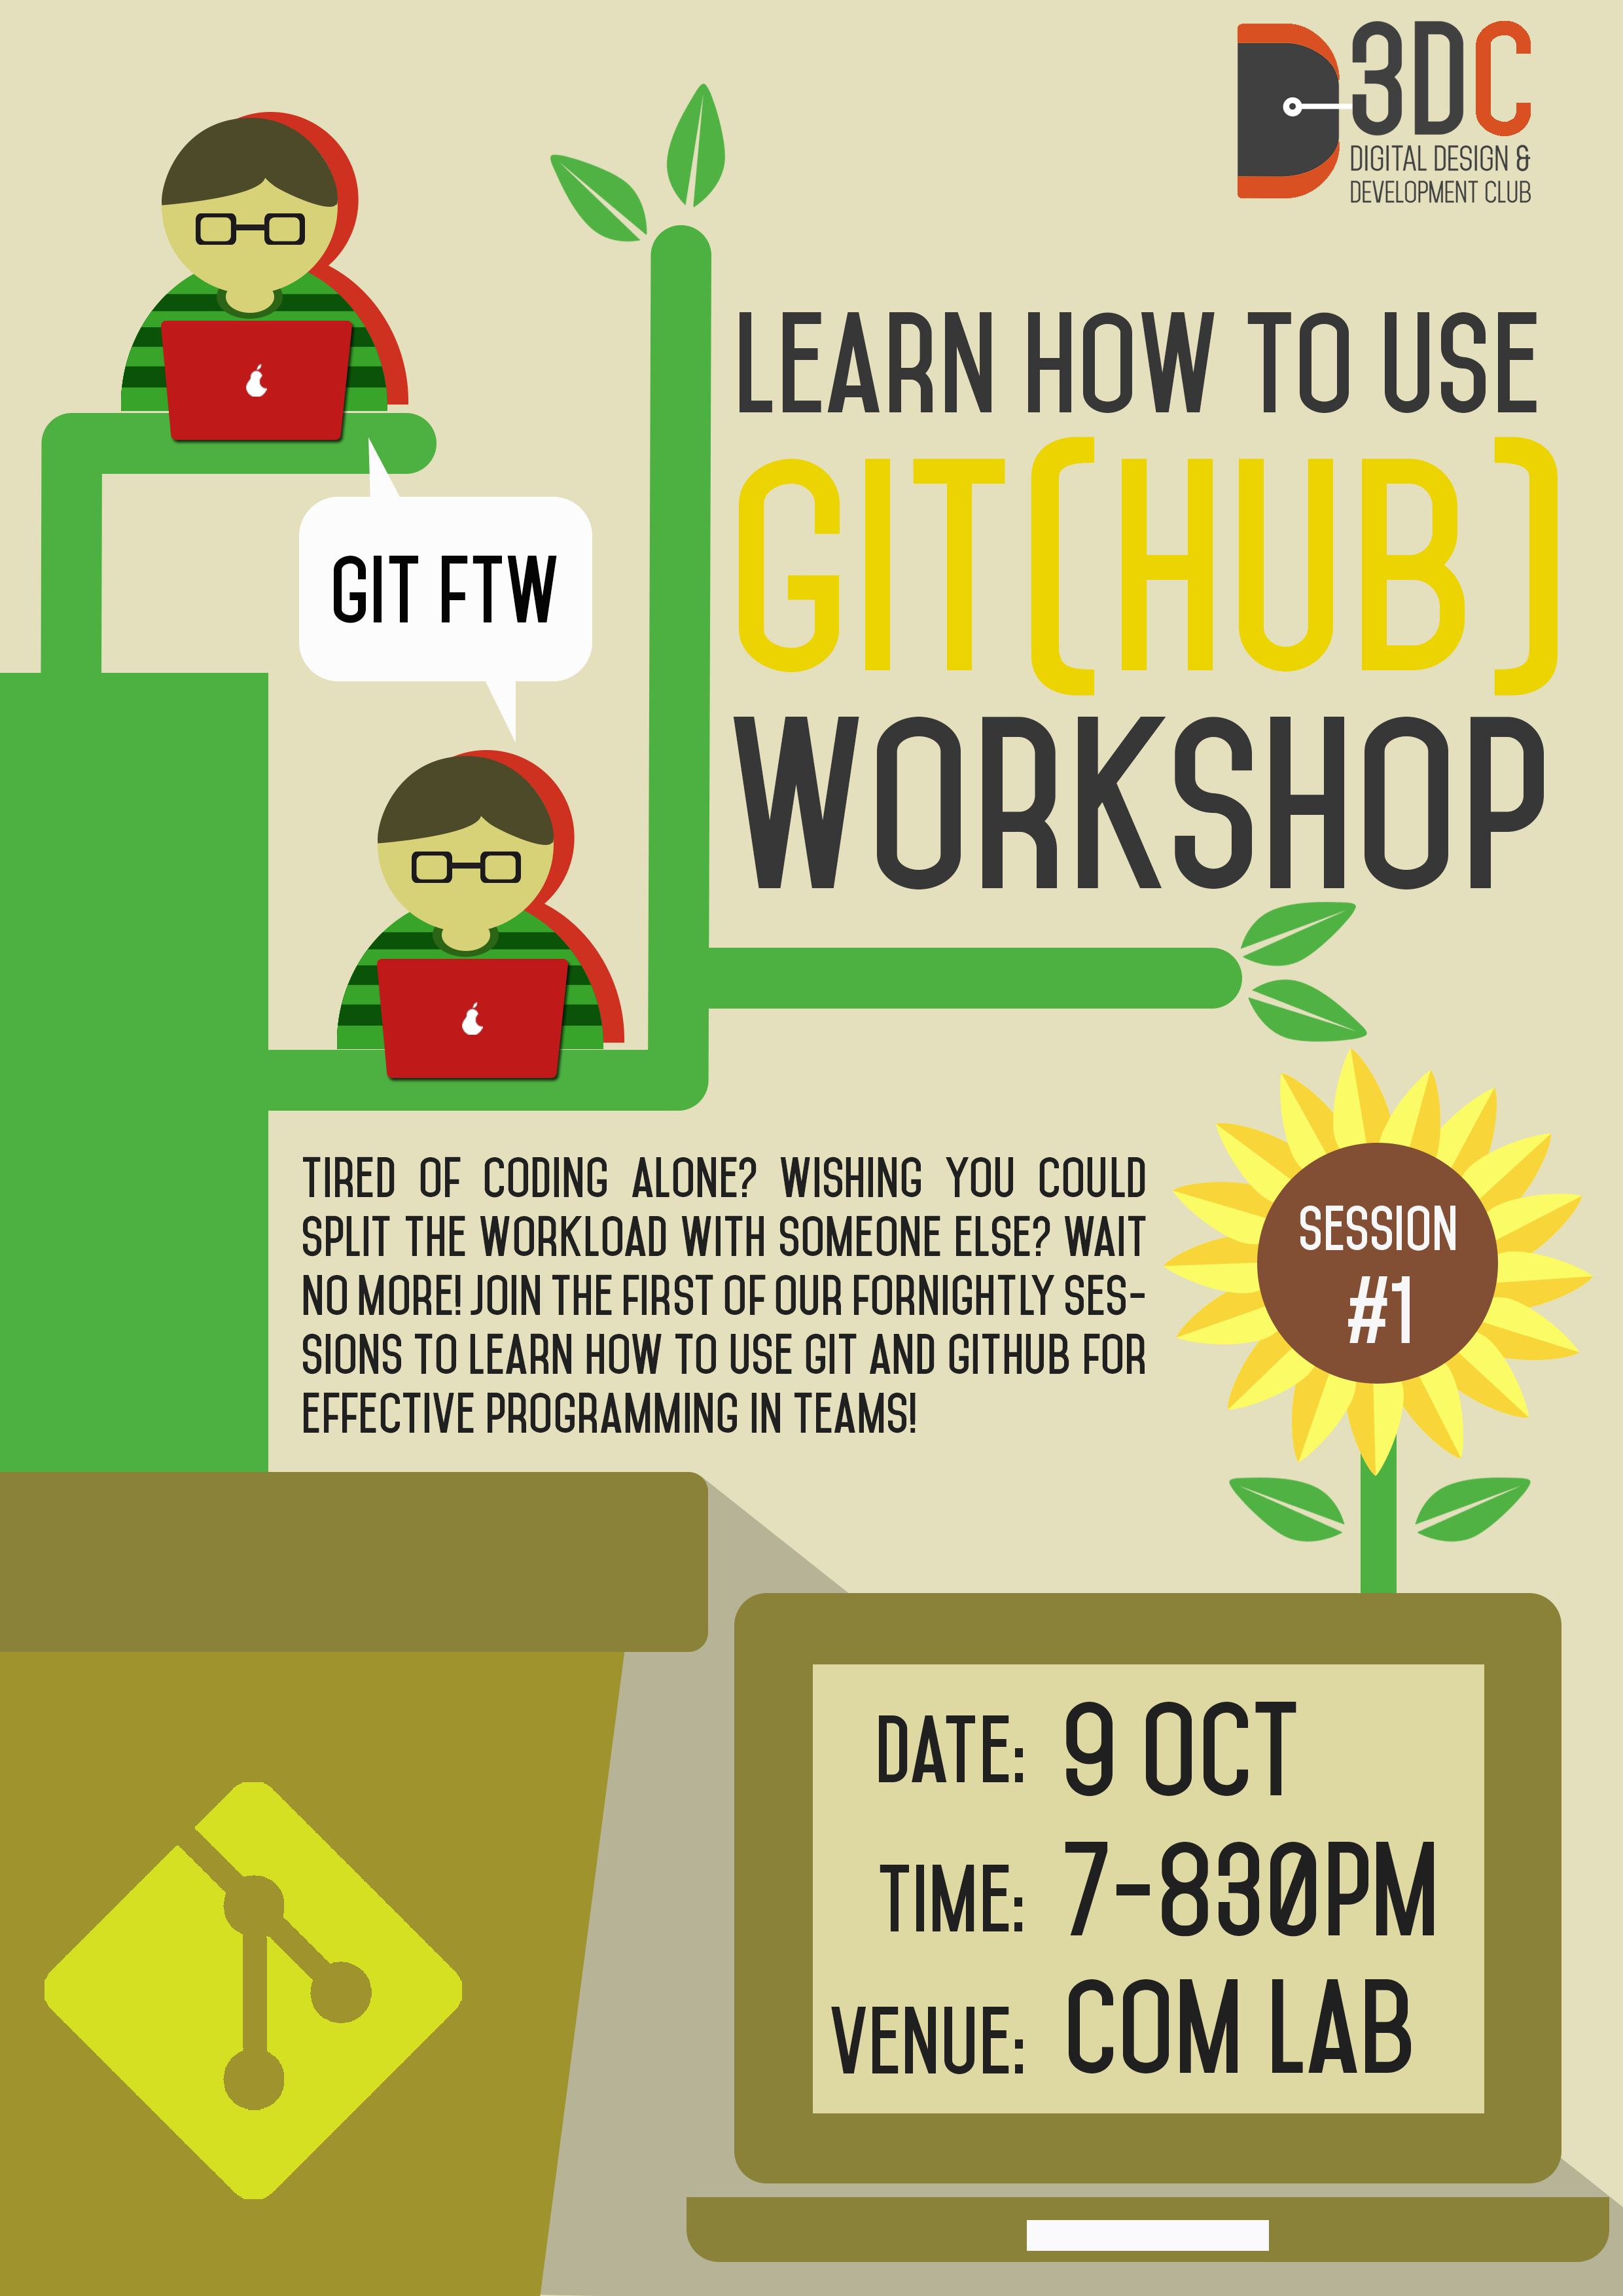 3DC
DIGITAL DESIGN &
DEVELOPMENT CLUB
LEARN HOW TO USE
GIT(HUB)
WORKSHOP
GIT FTW
TIRED OF CODING ALONE? WISHING YOU COULD
SPLIT THE WORKLOAD WITH SOMEONE ELSE? WAIT
NO MORE! JOIN THE FIRST OF OUR FORNIGHTLY SES-
SIONS TO LEARN HOW TO USE GIT AND GITHUB FOR
EFFECTIVE PROGRAMMING IN TEAMS!
SESSION
#1
DATE: 9 OCT
TIME: 7-830PM
VENUE: COM LAB